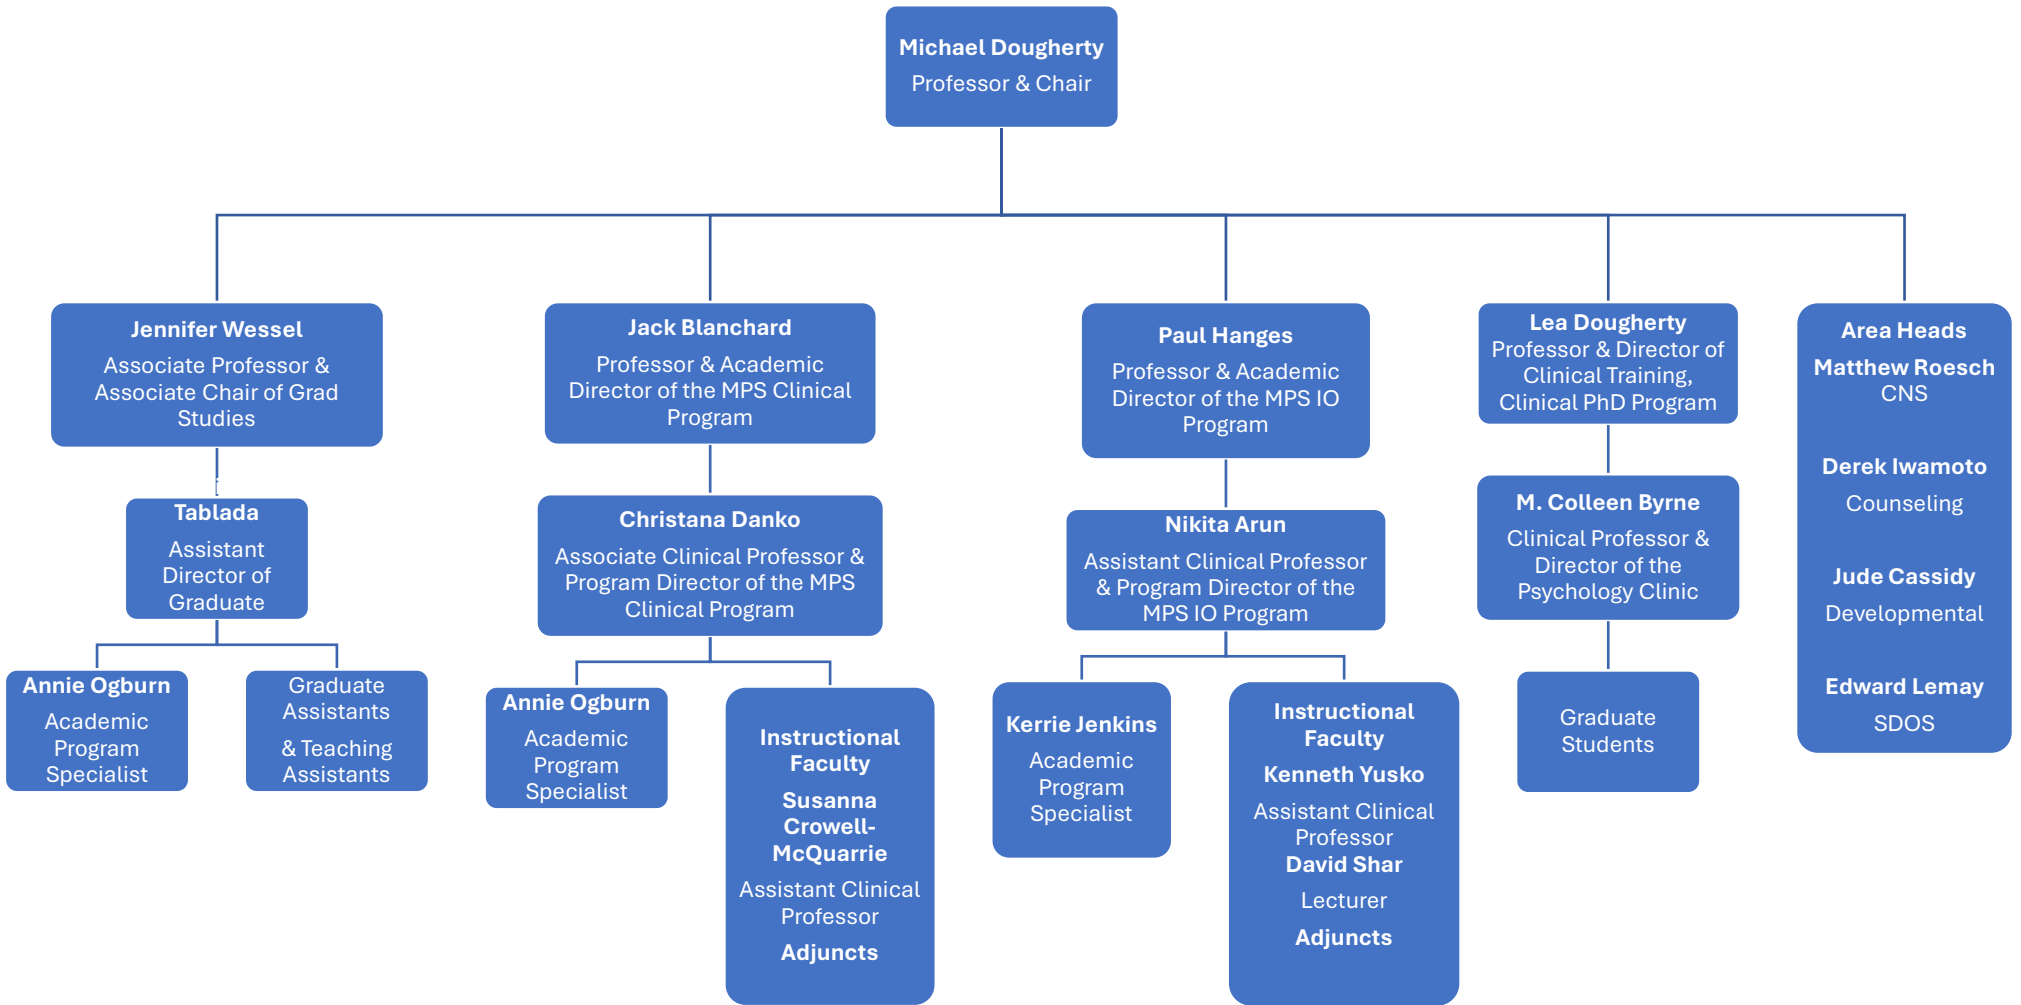 Michael Dougherty
Professor & Chair
Jennifer Wessel
Associate Professor &
Associate Chair of Grad
Studies
Tablada
Assistant
Director of
Graduate
Annie Ogburn
Academic
Program
Specialist
Graduate
Assistants
& Teaching
Assistants
Jack Blanchard
Professor & Academic
Director of the MPS Clinical
Program
Christana Danko
Associate Clinical Professor &
Program Director of the MPS
Clinical Program
Annie Ogburn
Academic
Program
Specialist
Instructional
Faculty
Susanna
Crowell-
McQuarrie
Assistant Clinical
Professor
Adjuncts
Paul Hanges
Professor & Academic
Director of the MPS IO
Program
Nikita Arun
Assistant Clinical Professor
& Program Director of the
MPS IO Program
Kerrie Jenkins
Academic
Program
Specialist
Instructional
Faculty
Kenneth Yusko
Assistant Clinical
Professor
David Shar
Lecturer
Adjuncts
Lea Dougherty
Professor & Director of
Clinical Training,
Clinical PhD Program
M. Colleen Byrne
Clinical Professor &
Director of the
Psychology Clinic
Graduate
Students
Area Heads
Matthew Roesch
CNS
Derek Iwamoto
Counseling
Jude Cassidy
Developmental
Edward Lemay
SDOS